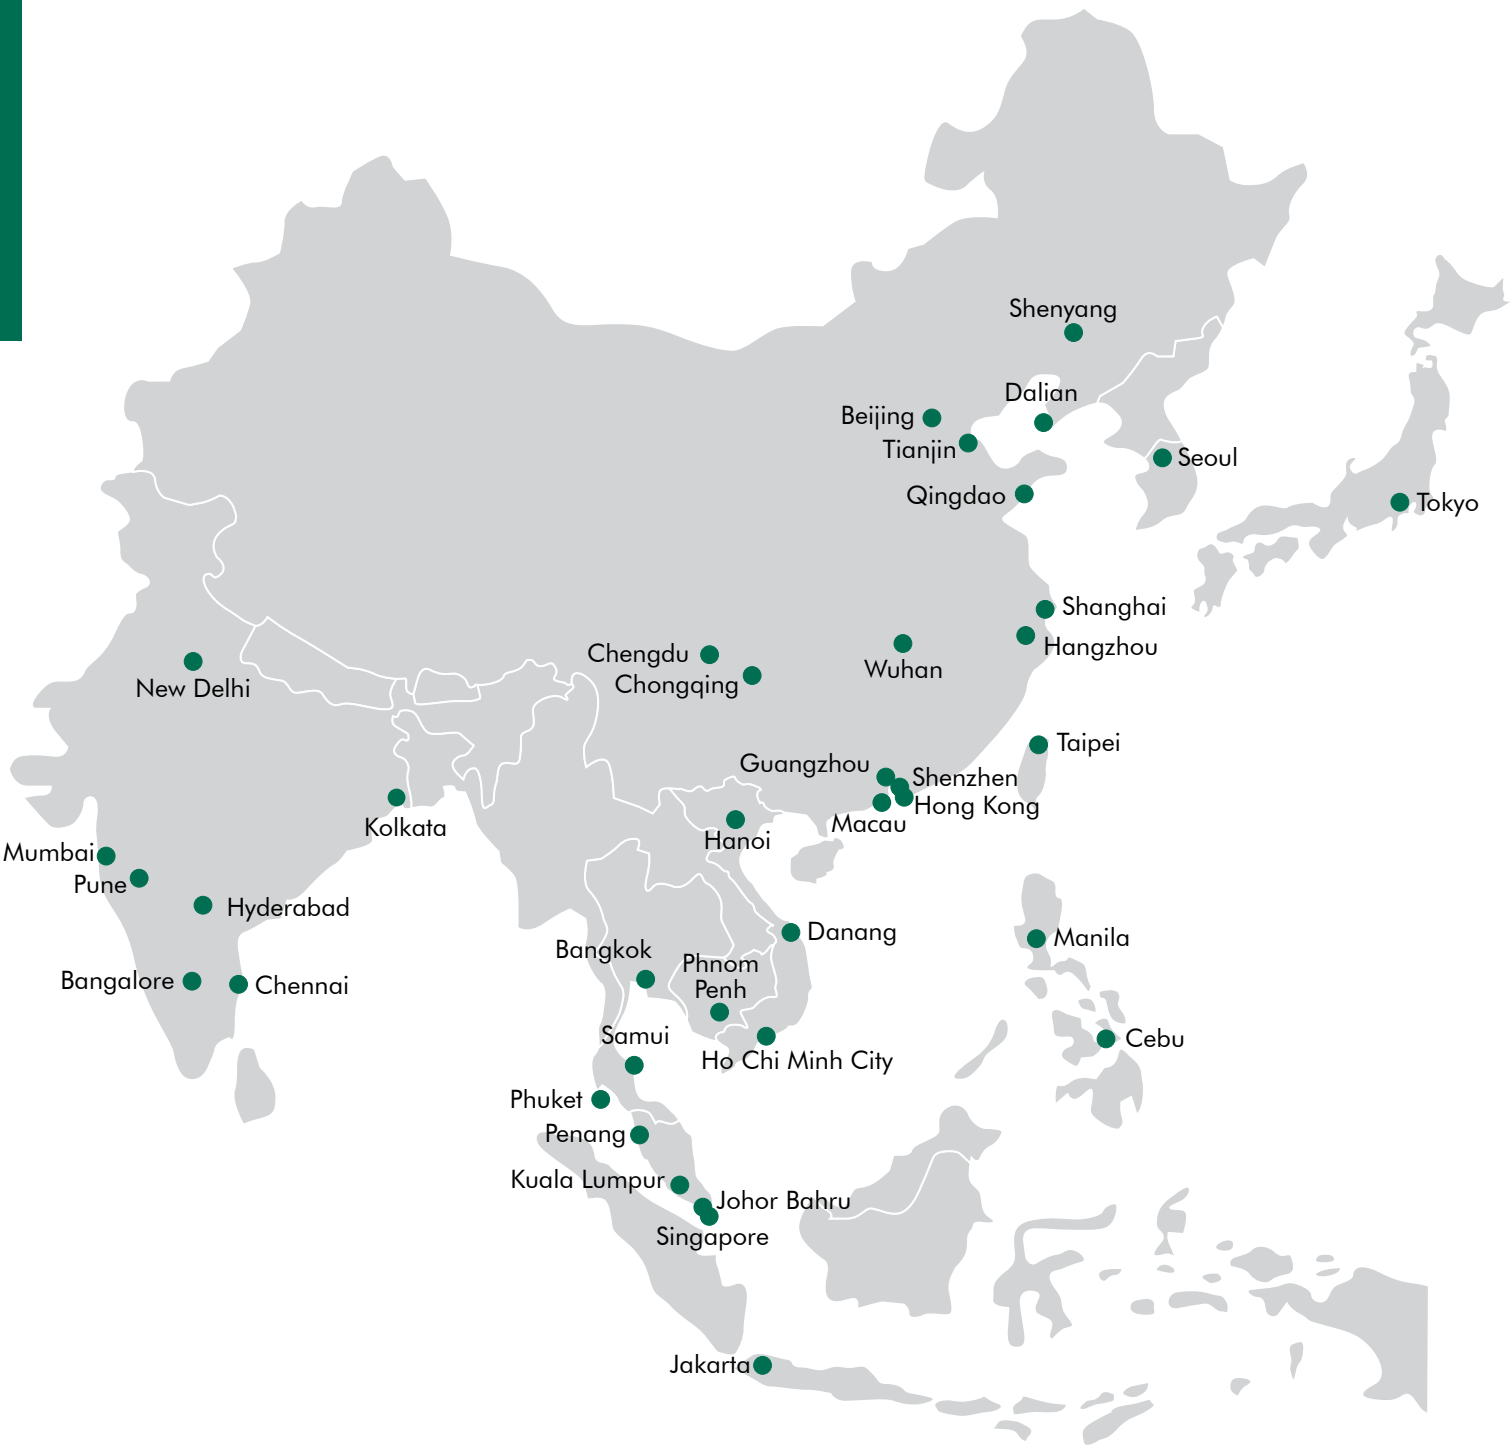 Shenyang
Dalian
Beijing
Tianjin
Seoul
Qingdao
Tokyo
Shanghai
Hangzhou
Chengdu
Wuhan
Chongqing
New Delhi
Taipei
Guangzhou
Shenzhen
Hong Kong
Macau
Kolkata
Hanoi
Mumbai
Pune
Hyderabad
Danang
Manila
Bangkok
Phnom
Penh
Bangalore
Chennai
Samui
Cebu
Ho Chi Minh City
Phuket
Penang
Kuala Lumpur
Johor Bahru
Singapore
Jakarta